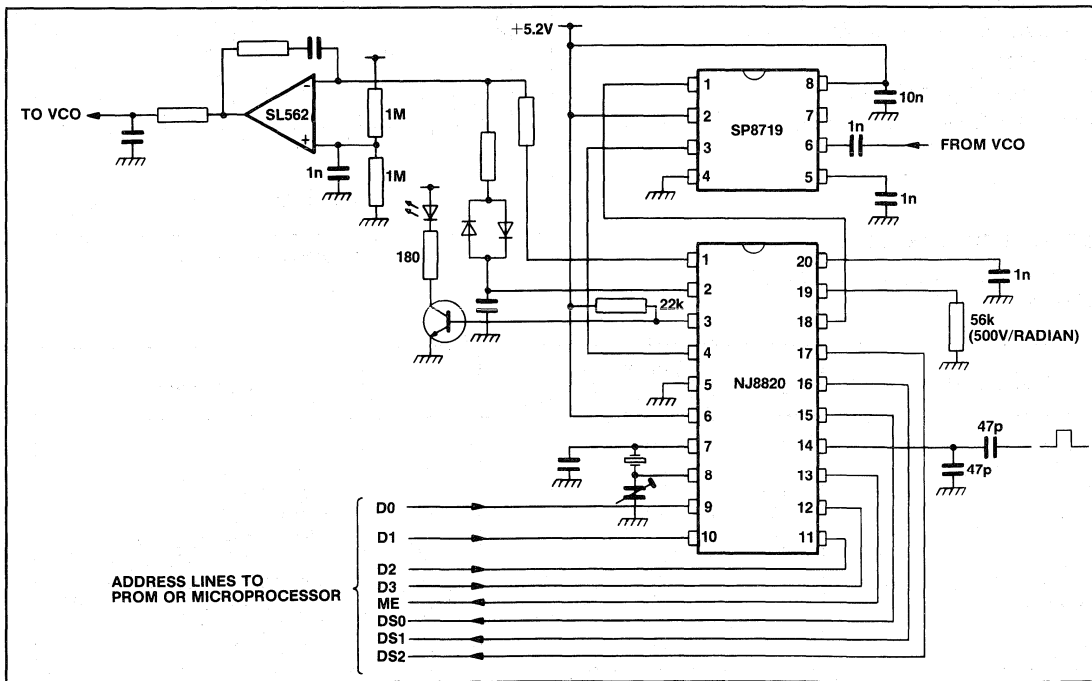 +5.2V
TO VCO
SL562
-
+
1M
1M
1n
180
22k
SP8719
1
2
3
4
8
7
6
5
10n
1n
FROM VCO
1n
NJ8820
1
2
3
4
5
6
7
8
9
10
20
19
18
17
16
15
14
13
12
11
1n
56k
(500V/RADIAN)
47p
47p
ADDRESS LINES TO
PROM OR MICROPROCESSOR
D0
D1
D2
D3
ME
DS0
DS1
DS2